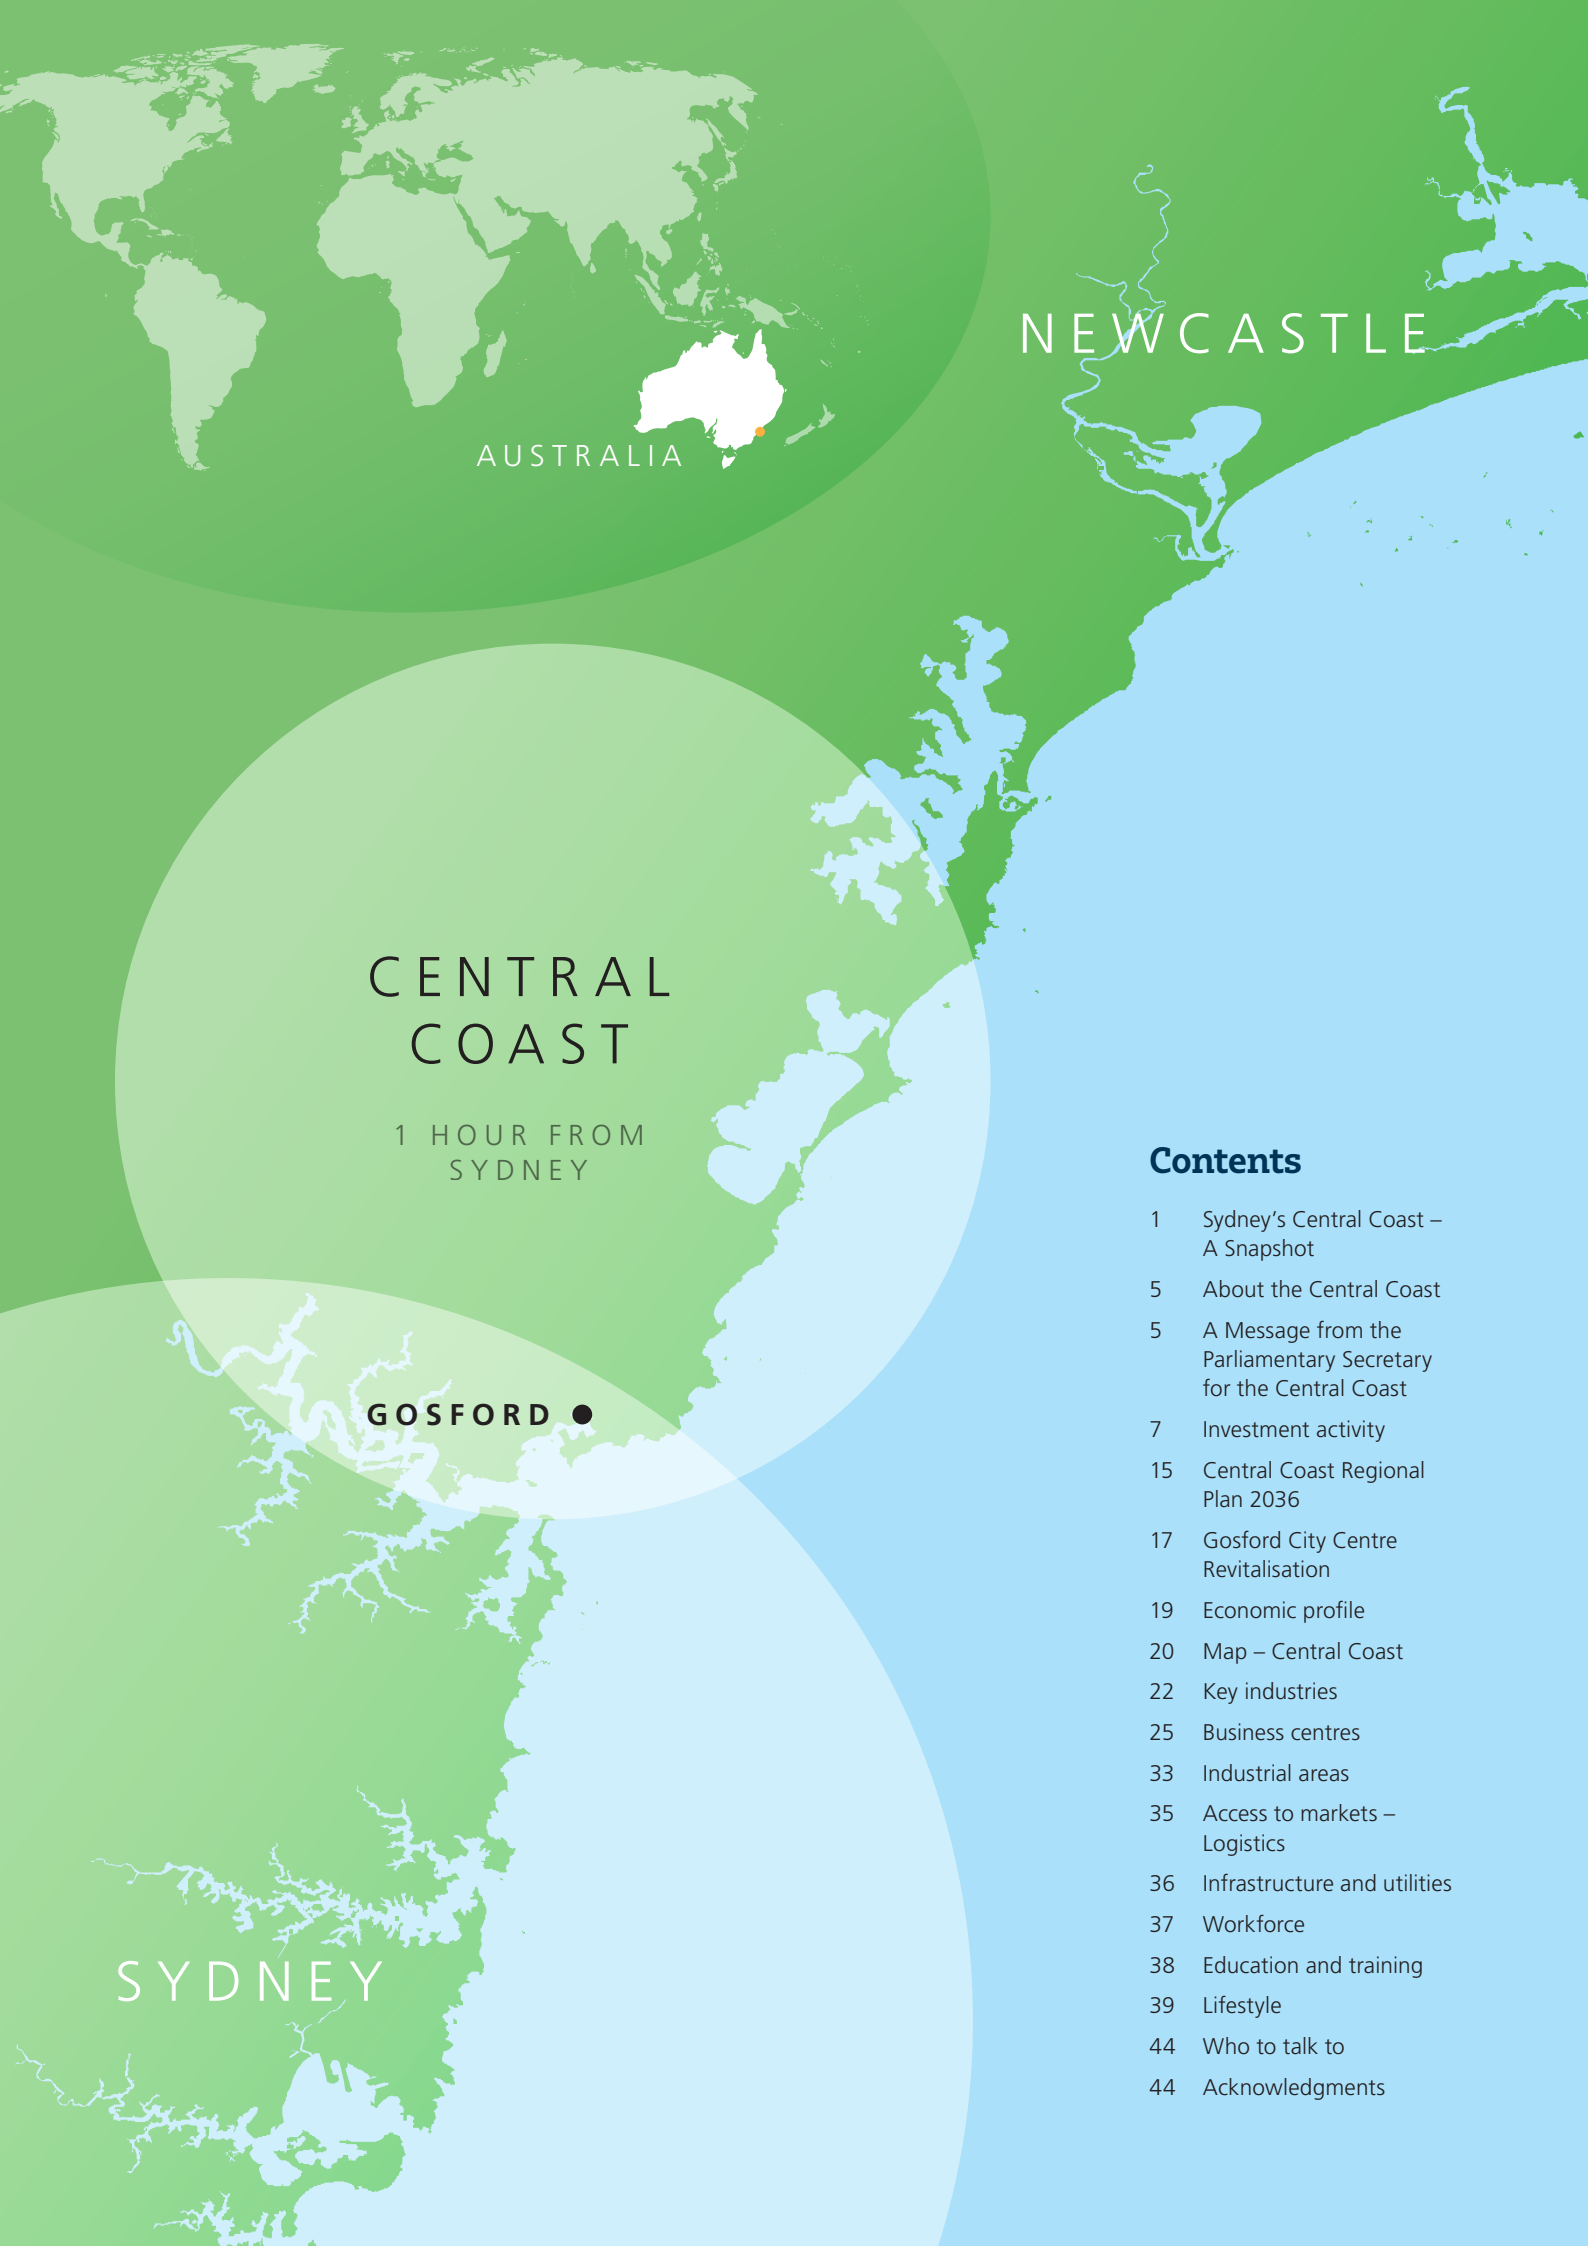 NEWCASTLE
AUSTRALIA
CENTRAL
COAST
1 HOUR FROM
SYDNEY
GOSFORD
SYDNEY
Contents
1 Sydney’s Central Coast –
A Snapshot
5 About the Central Coast
5 A Message from the
Parliamentary Secretary
for the Central Coast
7 Investment activity
15 Central Coast Regional
Plan 2036
17 Gosford City Centre
Revitalisation
19 Economic profile
20 Map – Central Coast
22 Key industries
25 Business centres
33 Industrial areas
35 Access to markets –
Logistics
36 Infrastructure and utilities
37 Workforce
38 Education and training
39 Lifestyle
44 Who to talk to
44 Acknowledgments